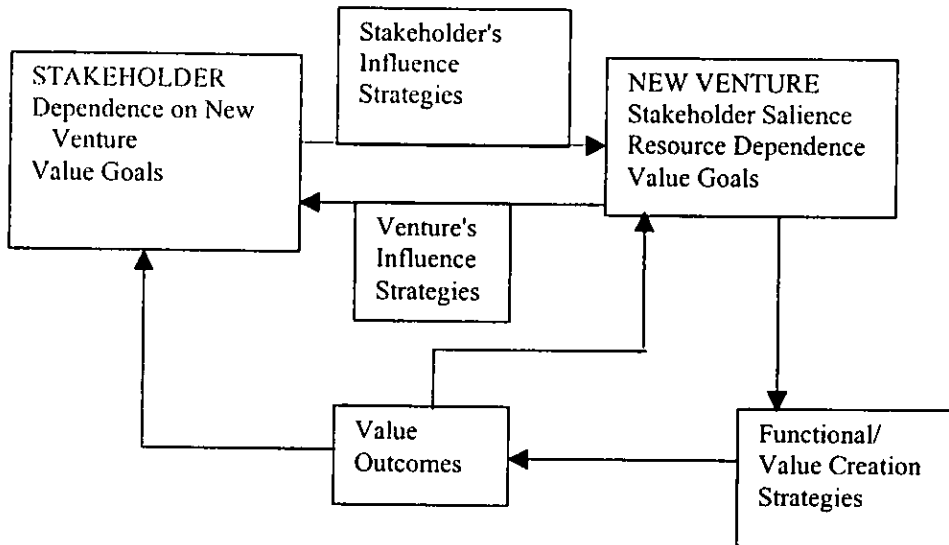 Stakeholder's
Influence
Strategies
STAKEHOLDER
Dependence on New
Venture
Value Goals
NEW VENTURE
Stakeholder Salience
Resource Dependence
Value Goals
Venture's
Influence
Strategies
Value
Outcomes
Functional/
Value Creation
Strategies